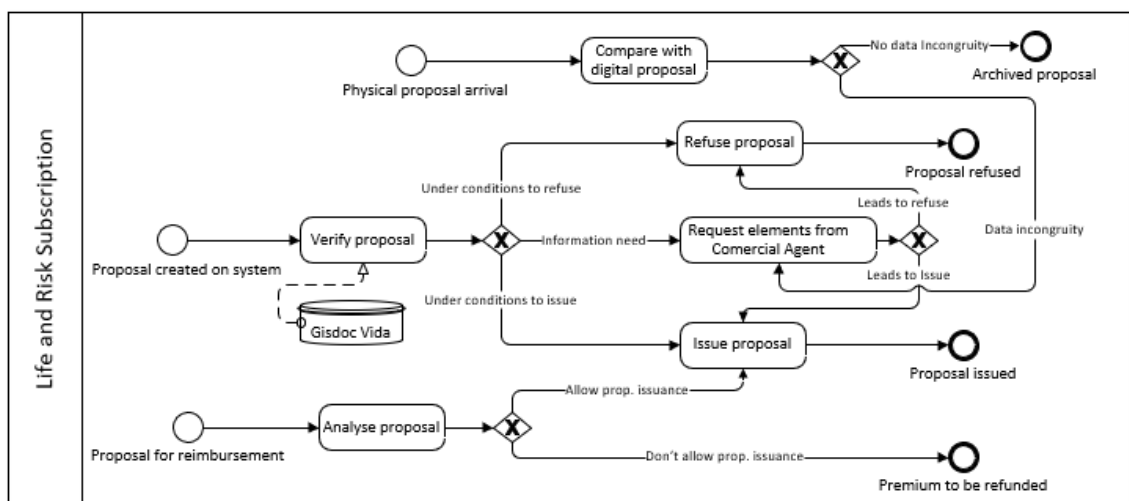 Life and Risk Subscription
Compare with
digital proposal
No data Incongruity
Physical proposal arrival
X
Archived proposal
Refuse proposal
Proposal refused
Under conditions to refuse
Leads to refuse
Verify proposal
X
Information need
Request elements from
Comercial Agent
X
Data incongruity
Proposal created on system
Leads to Issue
Under conditions to issue
Gisdoc Vida
Issue proposal
Proposal issued
Allow prop. issuance
Analyse proposal
X
Proposal for reimbursement
Don't allow prop. issuance
Premium to be refunded